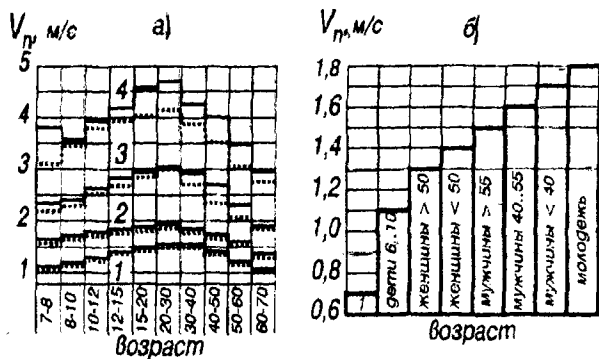 Vп, м/с
а)
5
4
3
2
1
4
3
2
1
7-8
8-10
10-12
12-15
15-20
20-30
30-40
40-50
50-60
60-70
возраст
Vп, м/с
б)
1,8
1,6
1,4
1,2
1,0
0,8
0,6
1
дети 6,..10
женщины > 50
женщины < 50
мужчины > 55
мужчины 40..55
мужчины < 40
молодежь
возраст